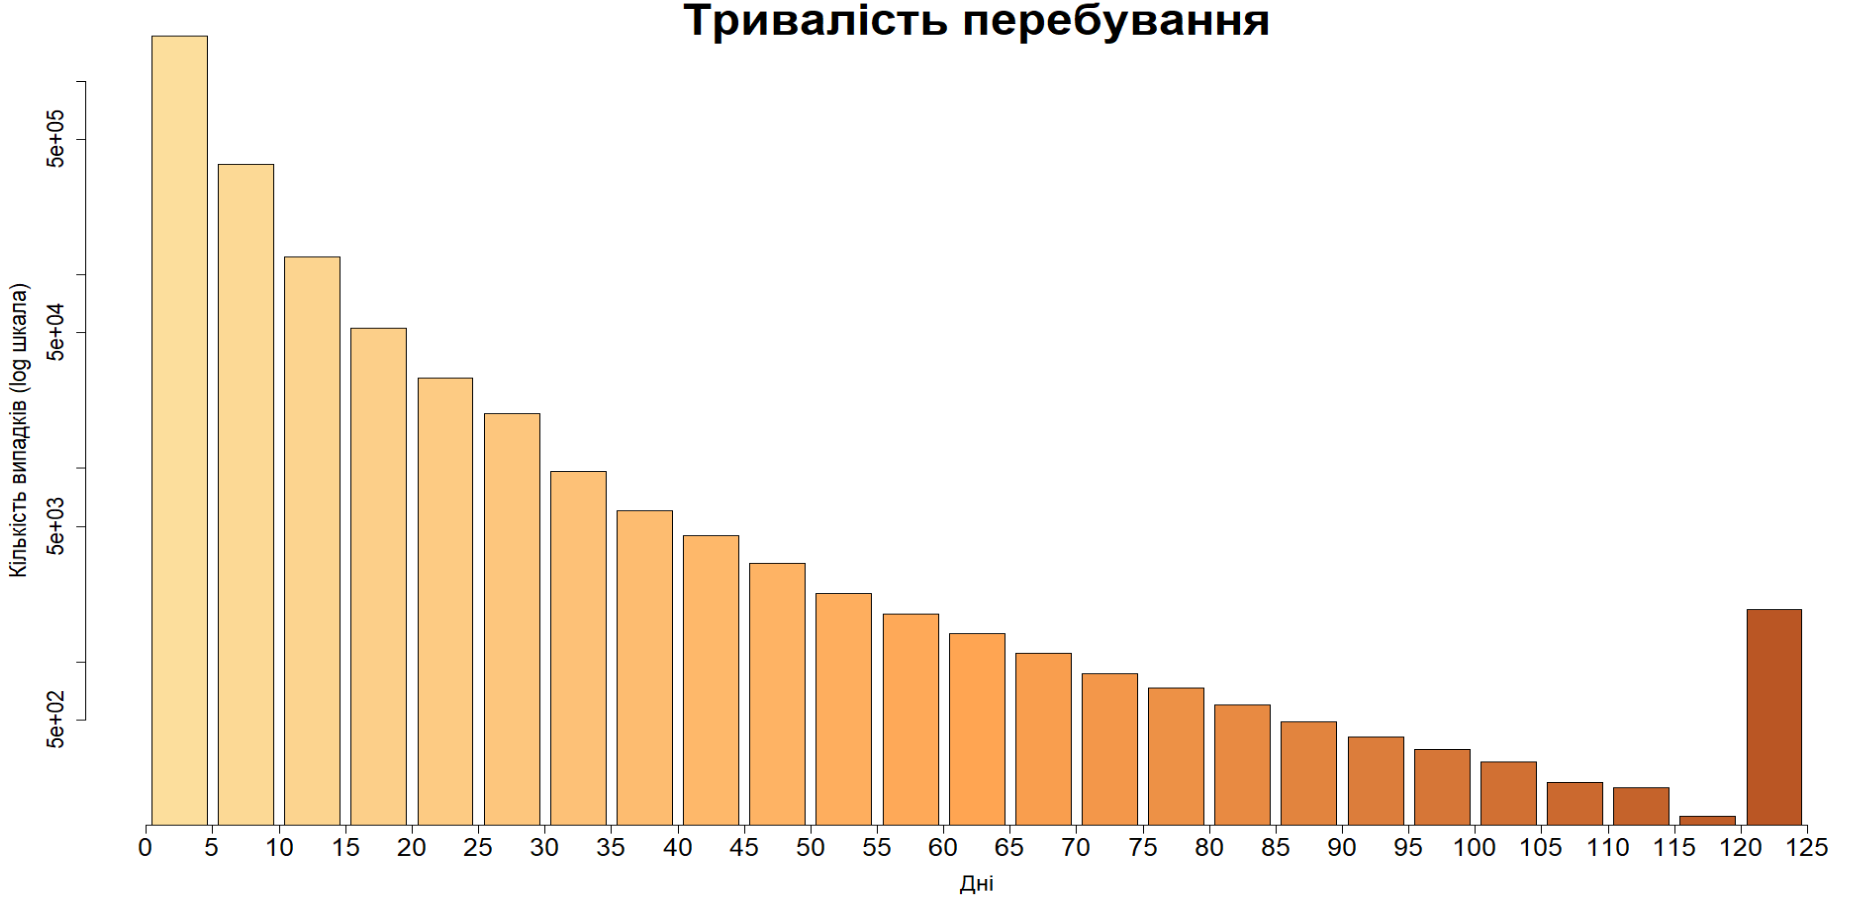 Тривалість перебування
Кількість випадків (log шкала)
5e+05
5e+04
5e+03
5e+02
0 5 10 15 20 25 30 35 40 45 50 55 60 65 70 75 80 85 90 95 100 105 110 115 120 125
Дні